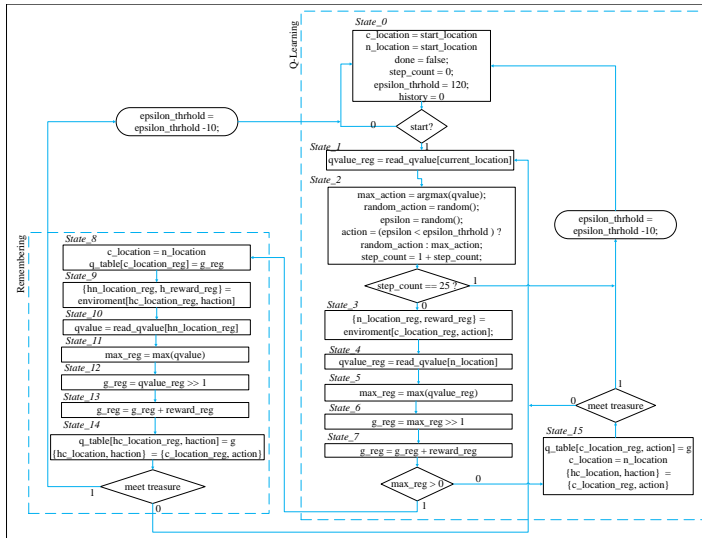 Q-Learning
State_0
c_location = start_location
n_location = start_location
done = false;
step_count = 0;
epsilon_thrhold = 120;
history = 0
start?
0
1
epsilon_thrhold =
epsilon_thrhold -10;
State_1
qvalue_reg = read_qvalue[current_location]
State_2
max_action = argmax(qvalue);
random_action = random();
epsilon = random();
action = (epsilon < epsilon_thrhold ) ?
random_action : max_action;
step_count = 1 + step_count;
step_count == 25 ?
1
0
epsilon_thrhold =
epsilon_thrhold -10;
State_3
{n_location_reg, reward_reg} =
enviroment[c_location_reg, action];
State_4
qvalue_reg = read_qvalue[n_location]
State_5
max_reg = max(qvalue_reg)
State_6
g_reg = max_reg >> 1
State_7
g_reg = g_reg + reward_reg
max_reg > 0
0
1
Remembering
State_8
c_location = n_location
q_table[c_location_reg] = g_reg
State_9
{hn_location_reg, h_reward_reg} =
enviroment[hc_location_reg, haction]
State_10
qvalue = read_qvalue[hn_location_reg]
State_11
max_reg = max(qvalue)
State_12
g_reg = qvalue_reg >> 1
State_13
g_reg = g_reg + reward_reg
State_14
q_table[hc_location_reg, haction] = g
{hc_location, haction} = {c_location_reg, action}
meet treasure
1
0
1
0
meet treasure
State_15
q_table[c_location_reg, action] = g
c_location = n_location
{hc_location, haction} =
{c_location_reg, action}